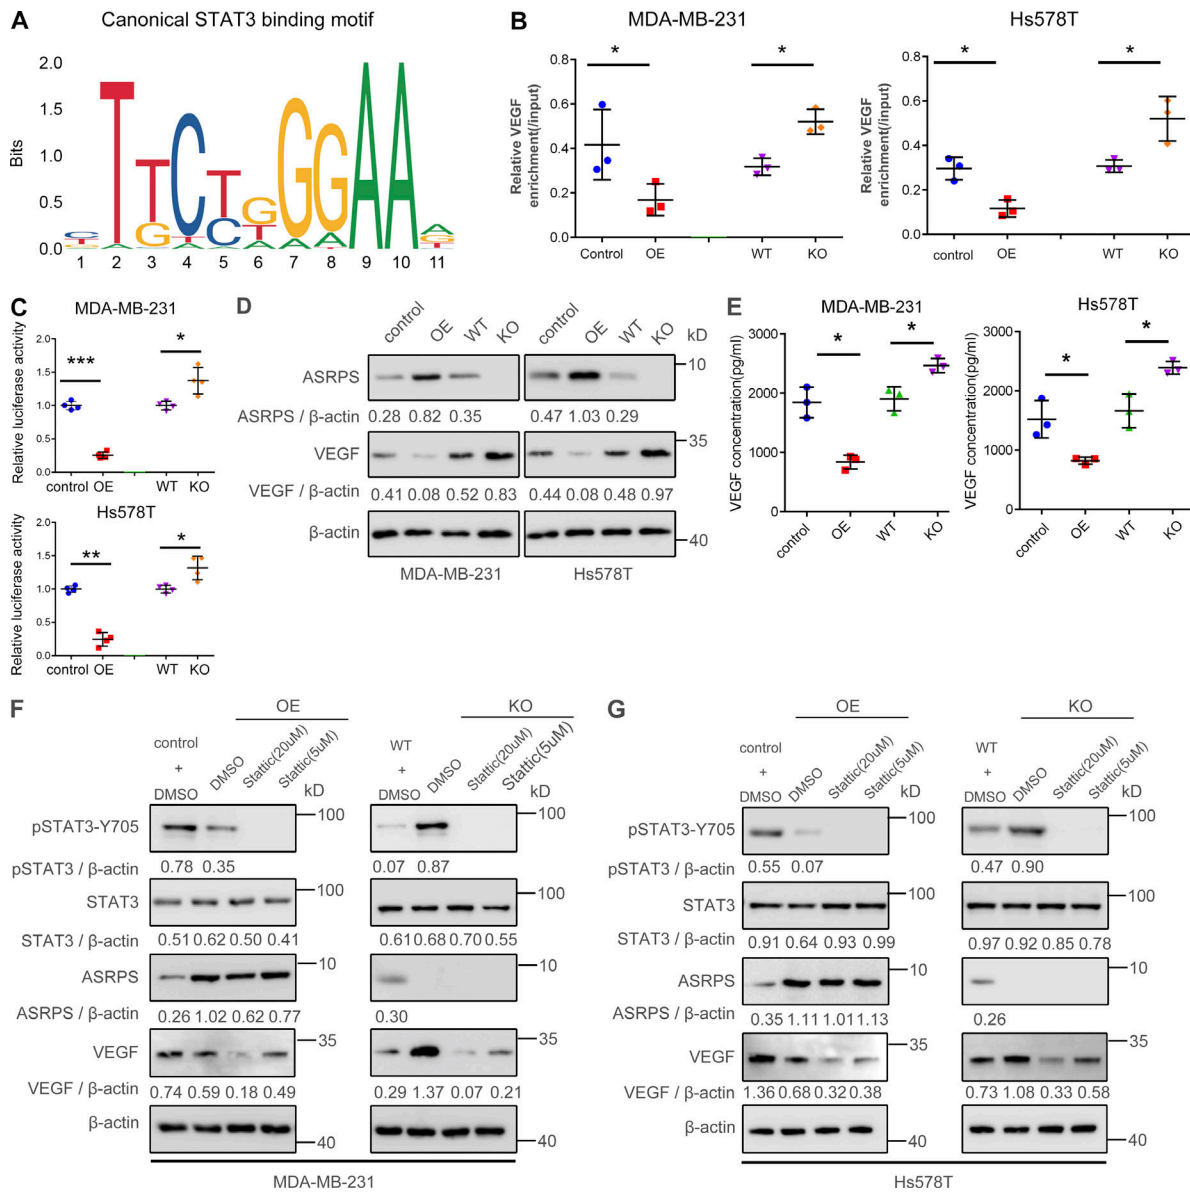 A
Canonical STAT3 binding motif
Bits
2.0
1.5
1.0
0.5
0.0
1 2 3 4 5 6 7 8 9 10 11
B
MDA-MB-231
Relative VEGF
enrichment(/input)
0.8
0.6
0.4
0.2
0.0
* *
Control OE WT KO
Hs578T
Relative VEGF
enrichment(/input)
0.8
0.6
0.4
0.2
0.0
* *
control OE WT KO
C
MDA-MB-231
Relative luciferase activity
2.0
1.5
1.0
0.5
0.0
*** *
control OE WT KO
Hs578T
Relative luciferase activity
2.0
1.5
1.0
0.5
0.0
** *
control OE WT KO
D
control OE WT KO control OE WT KO kD
ASRPS 10
ASRPS / β-actin 0.28 0.82 0.35 0.47 1.03 0.29
VEGF 35
VEGF / β-actin 0.41 0.08 0.52 0.83 0.44 0.08 0.48 0.97
β-actin 40
MDA-MB-231 Hs578T
E
MDA-MB-231
VEGF concentration(pg/ml)
3000
2000
1000
0
* *
control OE WT KO
Hs578T
VEGF concentration(pg/ml)
3000
2000
1000
0
* *
control OE WT KO
F
OE KO
control + DMSO DMSO Stattic(20uM) Stattic(5uM) kD WT + DMSO DMSO Stattic(20uM) Stattic(5uM) kD
pSTAT3-Y705 100 100
pSTAT3 / β-actin 0.78 0.35 0.07 0.87
STAT3 100 100
STAT3 / β-actin 0.51 0.62 0.50 0.41 0.61 0.68 0.70 0.55
ASRPS 10 10
ASRPS / β-actin 0.26 1.02 0.62 0.77 0.30
VEGF 35 35
VEGF / β-actin 0.74 0.59 0.18 0.49 0.29 1.37 0.07 0.21
β-actin 40 40
MDA-MB-231
G
OE KO
control + DMSO DMSO Stattic(20uM) Stattic(5uM) kD WT + DMSO DMSO Stattic(20uM) Stattic(5uM) kD
pSTAT3-Y705 100 100
pSTAT3 / β-actin 0.55 0.07 0.47 0.90
STAT3 100 100
STAT3 / β-actin 0.91 0.64 0.93 0.99 0.97 0.92 0.85 0.78
ASRPS 10 10
ASRPS / β-actin 0.35 1.11 1.01 1.13 0.26
VEGF 35 35
VEGF / β-actin 1.36 0.68 0.32 0.38 0.73 1.08 0.33 0.58
β-actin 40 40
Hs578T